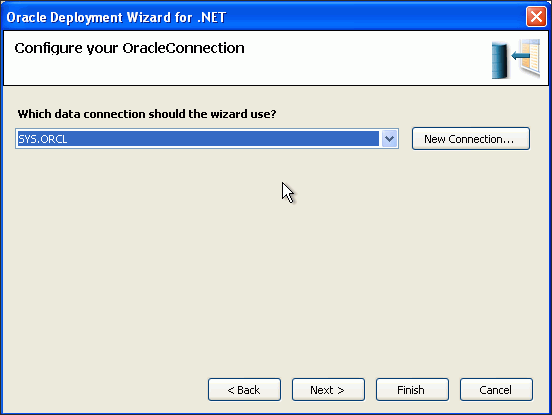 Oracle Deployment Wizard for .NET
Configure your OracleConnection
Which data connection should the wizard use?
SYS.ORCL
New Connection...
< Back
Next >
Finish
Cancel